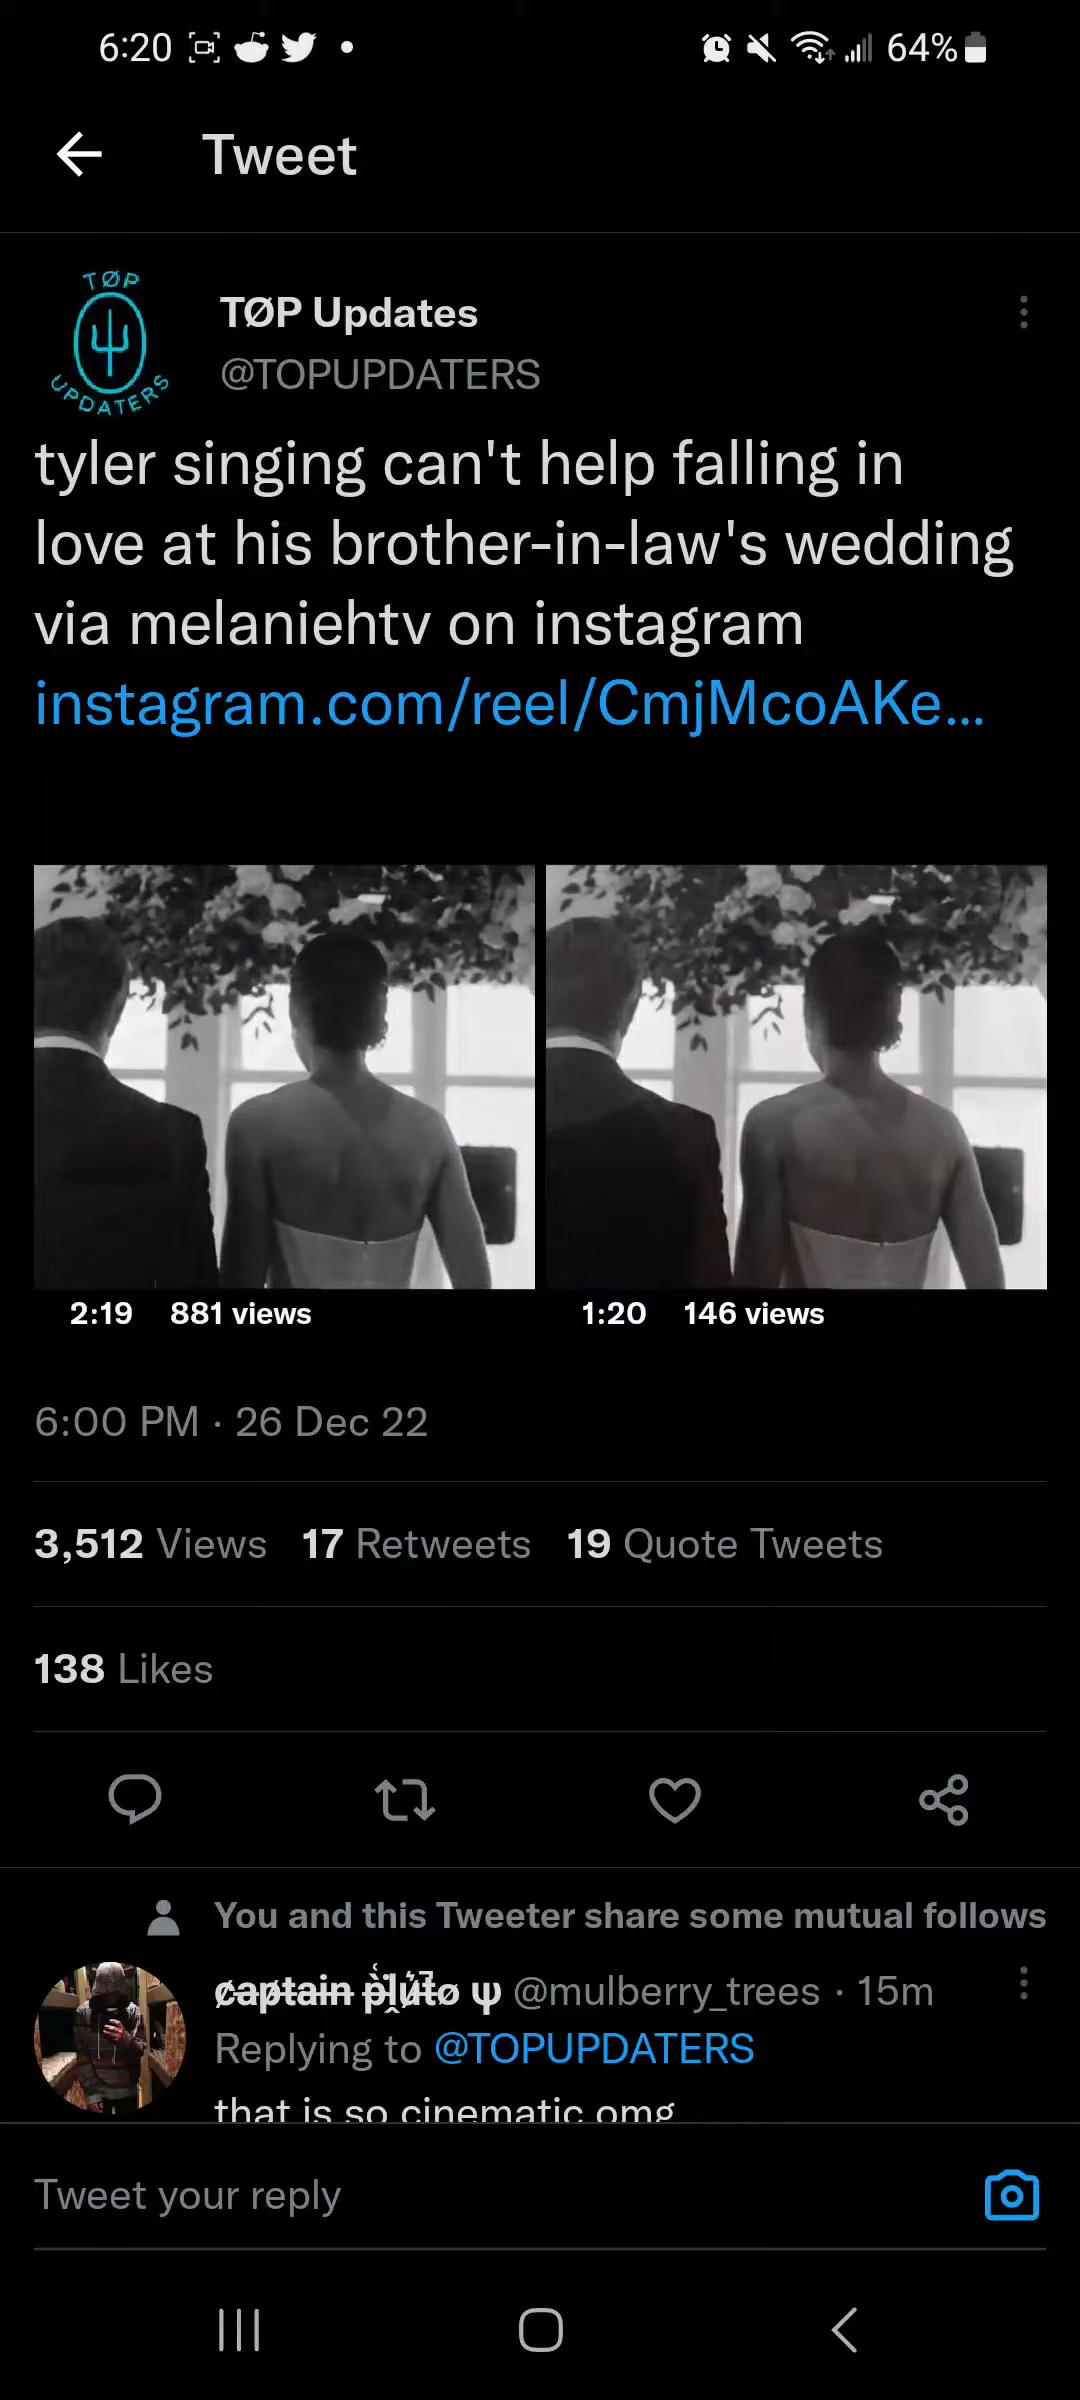 6:20 64%
Tweet
TØP
UPDATERS
TØP Updates
@TOPUPDATERS
tyler singing can't help falling in
love at his brother-in-law's wedding
via melaniehtv on instagram
instagram.com/reel/CmjMcoAKe...
2:19 881 views 1:20 146 views
6:00 PM · 26 Dec 22
3,512 Views 17 Retweets 19 Quote Tweets
138 Likes
You and this Tweeter share some mutual follows
captain plutø ψ @mulberry_trees · 15m
Replying to @TOPUPDATERS
that is so cinematic omg
Tweet your reply